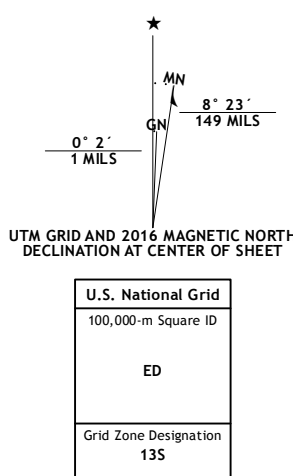 ★
MN
8° 23´
149 MILS
GN
0° 2´
1 MILS
UTM GRID AND 2016 MAGNETIC NORTH
DECLINATION AT CENTER OF SHEET
U.S. National Grid
100,000-m Square ID
ED
Grid Zone Designation
13S